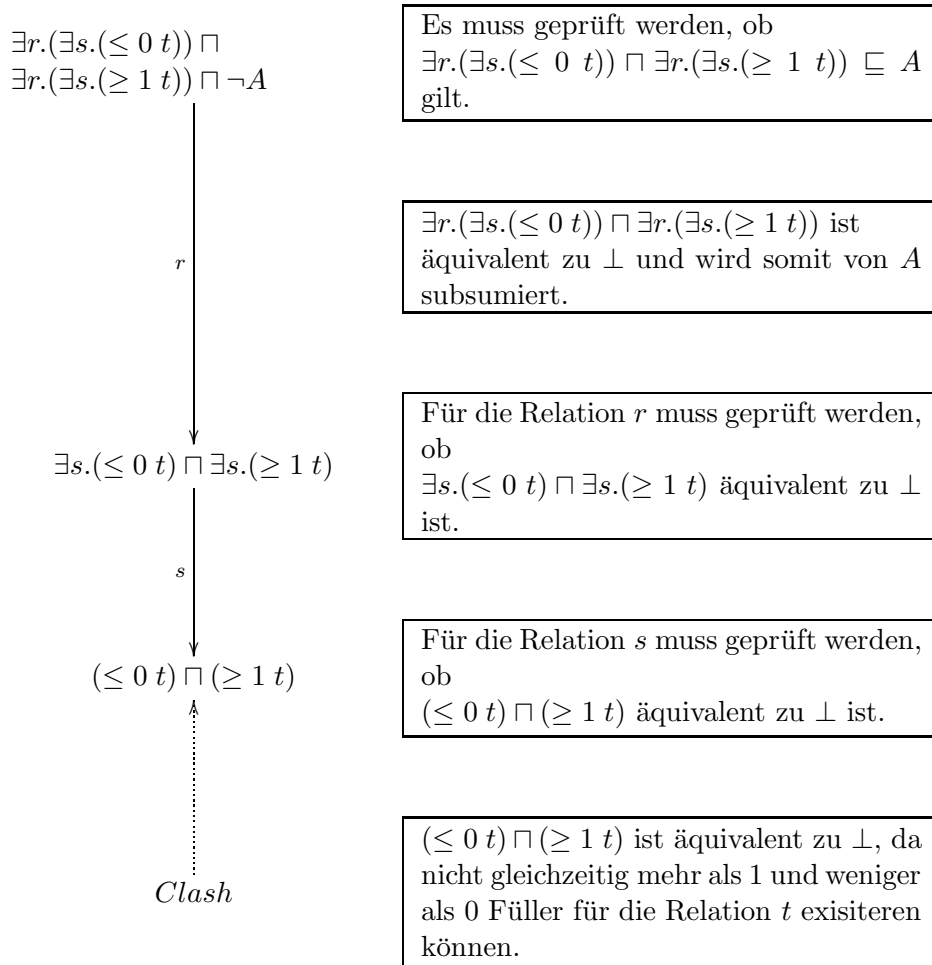 ∃r.(∃s.(≤ 0 t)) ⊓
∃r.(∃s.(≥ 1 t)) ⊓ ¬A
Es muss geprüft werden, ob
∃r.(∃s.(≤ 0 t)) ⊓ ∃r.(∃s.(≥ 1 t)) ⊑ A
gilt.
∃r.(∃s.(≤ 0 t)) ⊓ ∃r.(∃s.(≥ 1 t)) ist
äquivalent zu ⊥ und wird somit von A
subsumiert.
r
∃s.(≤ 0 t) ⊓ ∃s.(≥ 1 t)
Für die Relation r muss geprüft werden,
ob
∃s.(≤ 0 t) ⊓ ∃s.(≥ 1 t) äquivalent zu ⊥
ist.
s
(≤ 0 t) ⊓ (≥ 1 t)
Für die Relation s muss geprüft werden,
ob
(≤ 0 t) ⊓ (≥ 1 t) äquivalent zu ⊥ ist.
Clash
(≤ 0 t) ⊓ (≥ 1 t) ist äquivalent zu ⊥, da
nicht gleichzeitig mehr als 1 und weniger
als 0 Füller für die Relation t exisiteren
können.